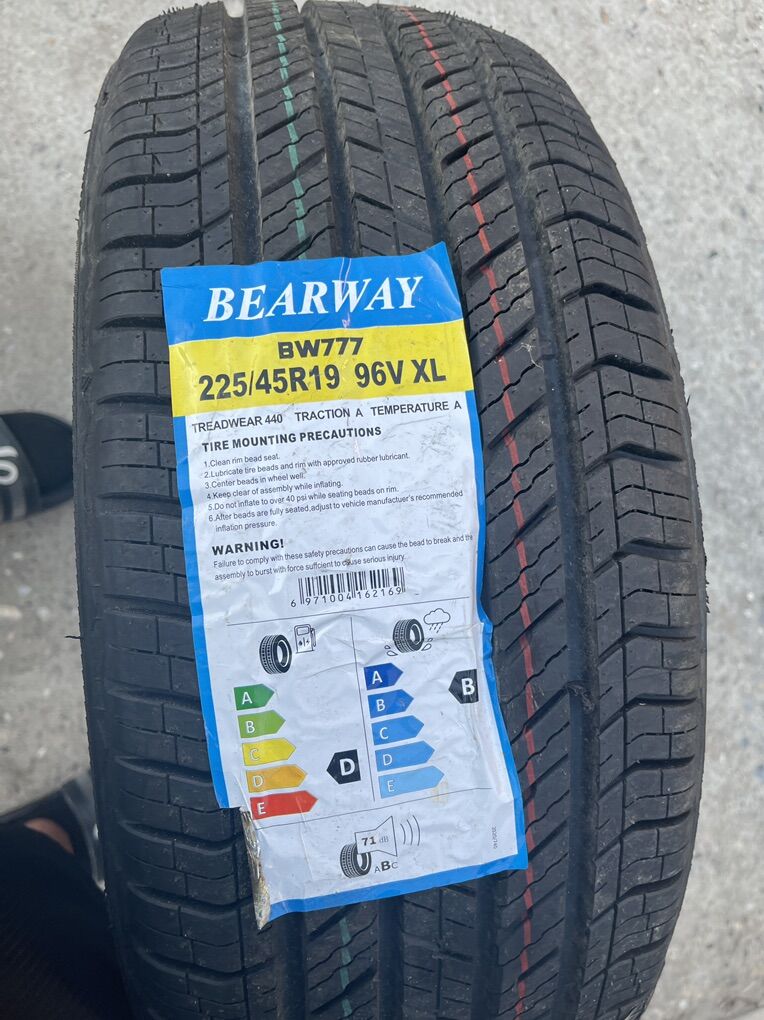 BEARWAY
BW777
225/45R19 96V XL
TREADWEAR 440 TRACTION A TEMPERATURE A
TIRE MOUNTING PRECAUTIONS
1.Clean rim bead seat.
2.Lubricate tire beads and rim with approved rubber lubricant.
3.Center beads in wheel well.
4.Keep clear of assembly while inflating.
5.Do not inflate to over 40 psi while seating beads on rim.
6.After beads are fully seated,adjust to vehicle manufactuer's recommended
inflation pressure.
WARNING!
Failure to comply with these safety precautions can cause the bead to break and the
assembly to burst with force suffcient to cause serious injury.
6 971004 162169
A
B
C
D
E
D
A
B
C
D
E
B
71 dB
ABC
2020/740